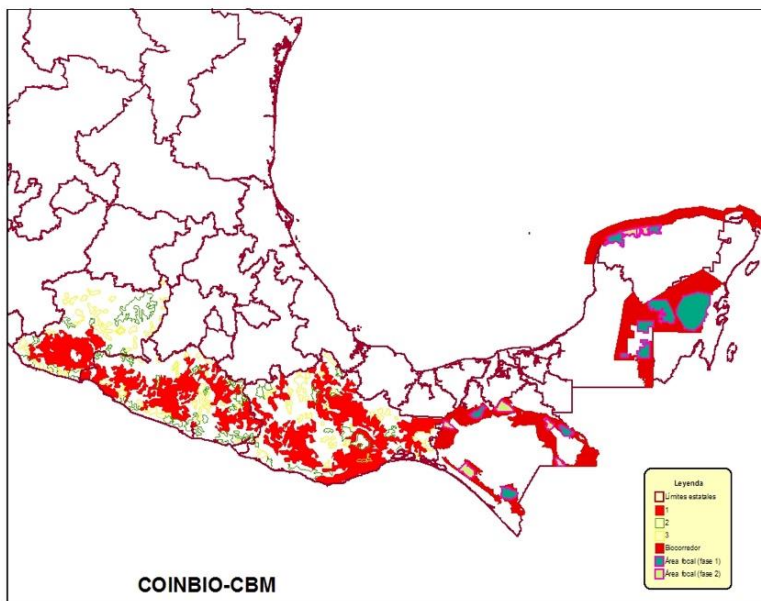 Leyenda
Límites estatales
1
2
3
Biocorredor
Área focal (fase 1)
Área focal (fase 2)
COINBIO-CBM